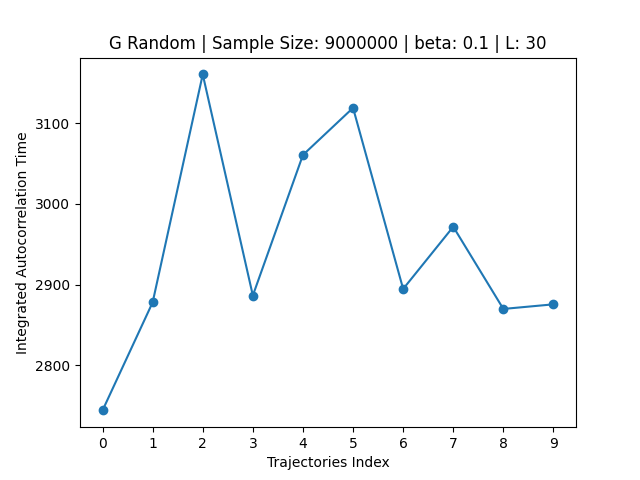 G Random | Sample Size: 9000000 | beta: 0.1 | L: 30
Integrated Autocorrelation Time
3100
3000
2900
2800
0 1 2 3 4 5 6 7 8 9
Trajectories Index